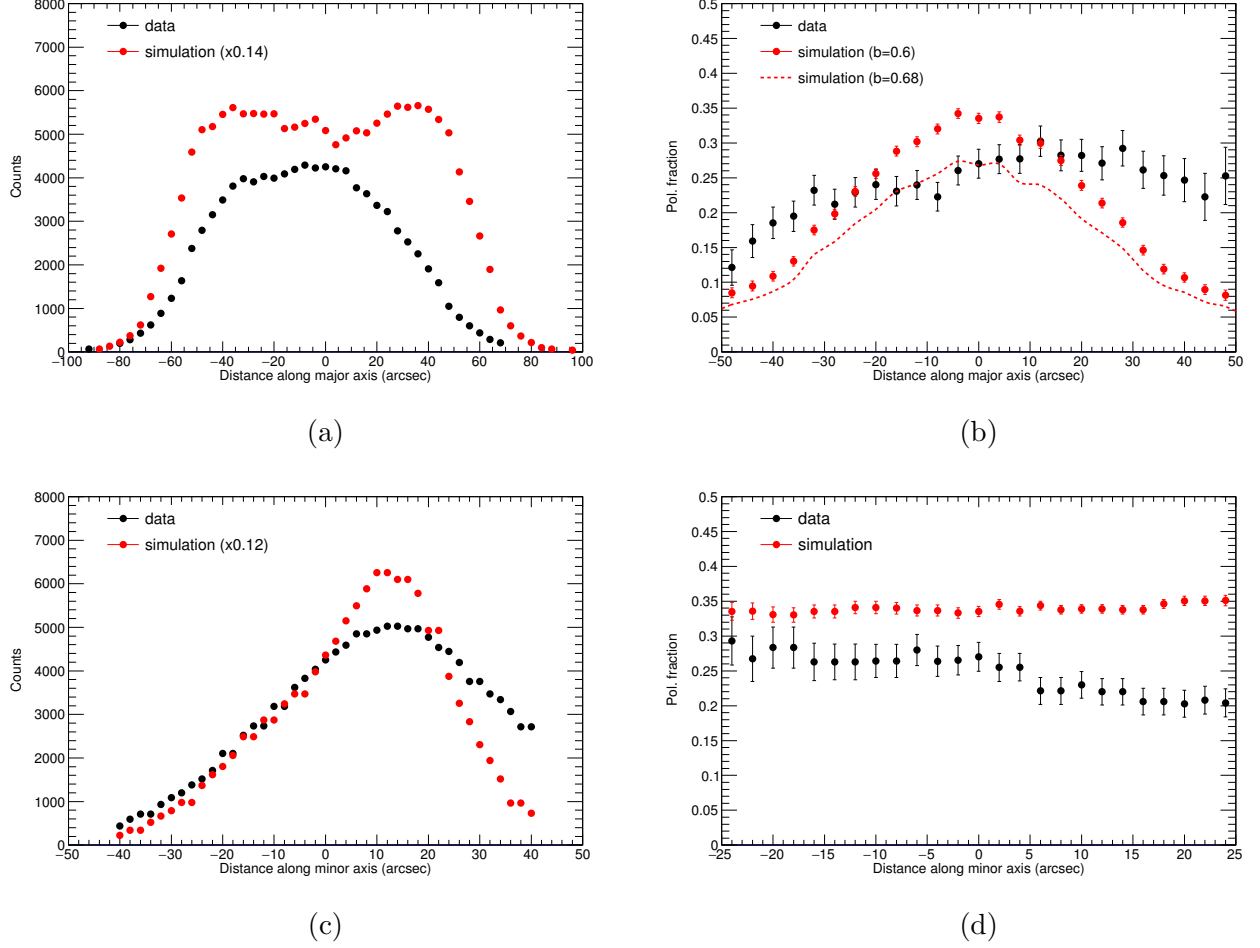 8000
7000
6000
5000
4000
3000
2000
1000
0
Counts
data
simulation (x0.14)
−100 −80 −60 −40 −20 0 20 40 60 80 100
Distance along major axis (arcsec)
(a)
0.5
0.45
0.4
0.35
0.3
0.25
0.2
0.15
0.1
0.05
0
Pol. fraction
data
simulation (b=0.6)
simulation (b=0.68)
−50 −40 −30 −20 −10 0 10 20 30 40 50
Distance along major axis (arcsec)
(b)
8000
7000
6000
5000
4000
3000
2000
1000
0
Counts
data
simulation (x0.12)
−50 −40 −30 −20 −10 0 10 20 30 40 50
Distance along minor axis (arcsec)
(c)
0.5
0.45
0.4
0.35
0.3
0.25
0.2
0.15
0.1
0.05
0
Pol. fraction
data
simulation
−25 −20 −15 −10 −5 0 5 10 15 20 25
Distance along minor axis (arcsec)
(d)